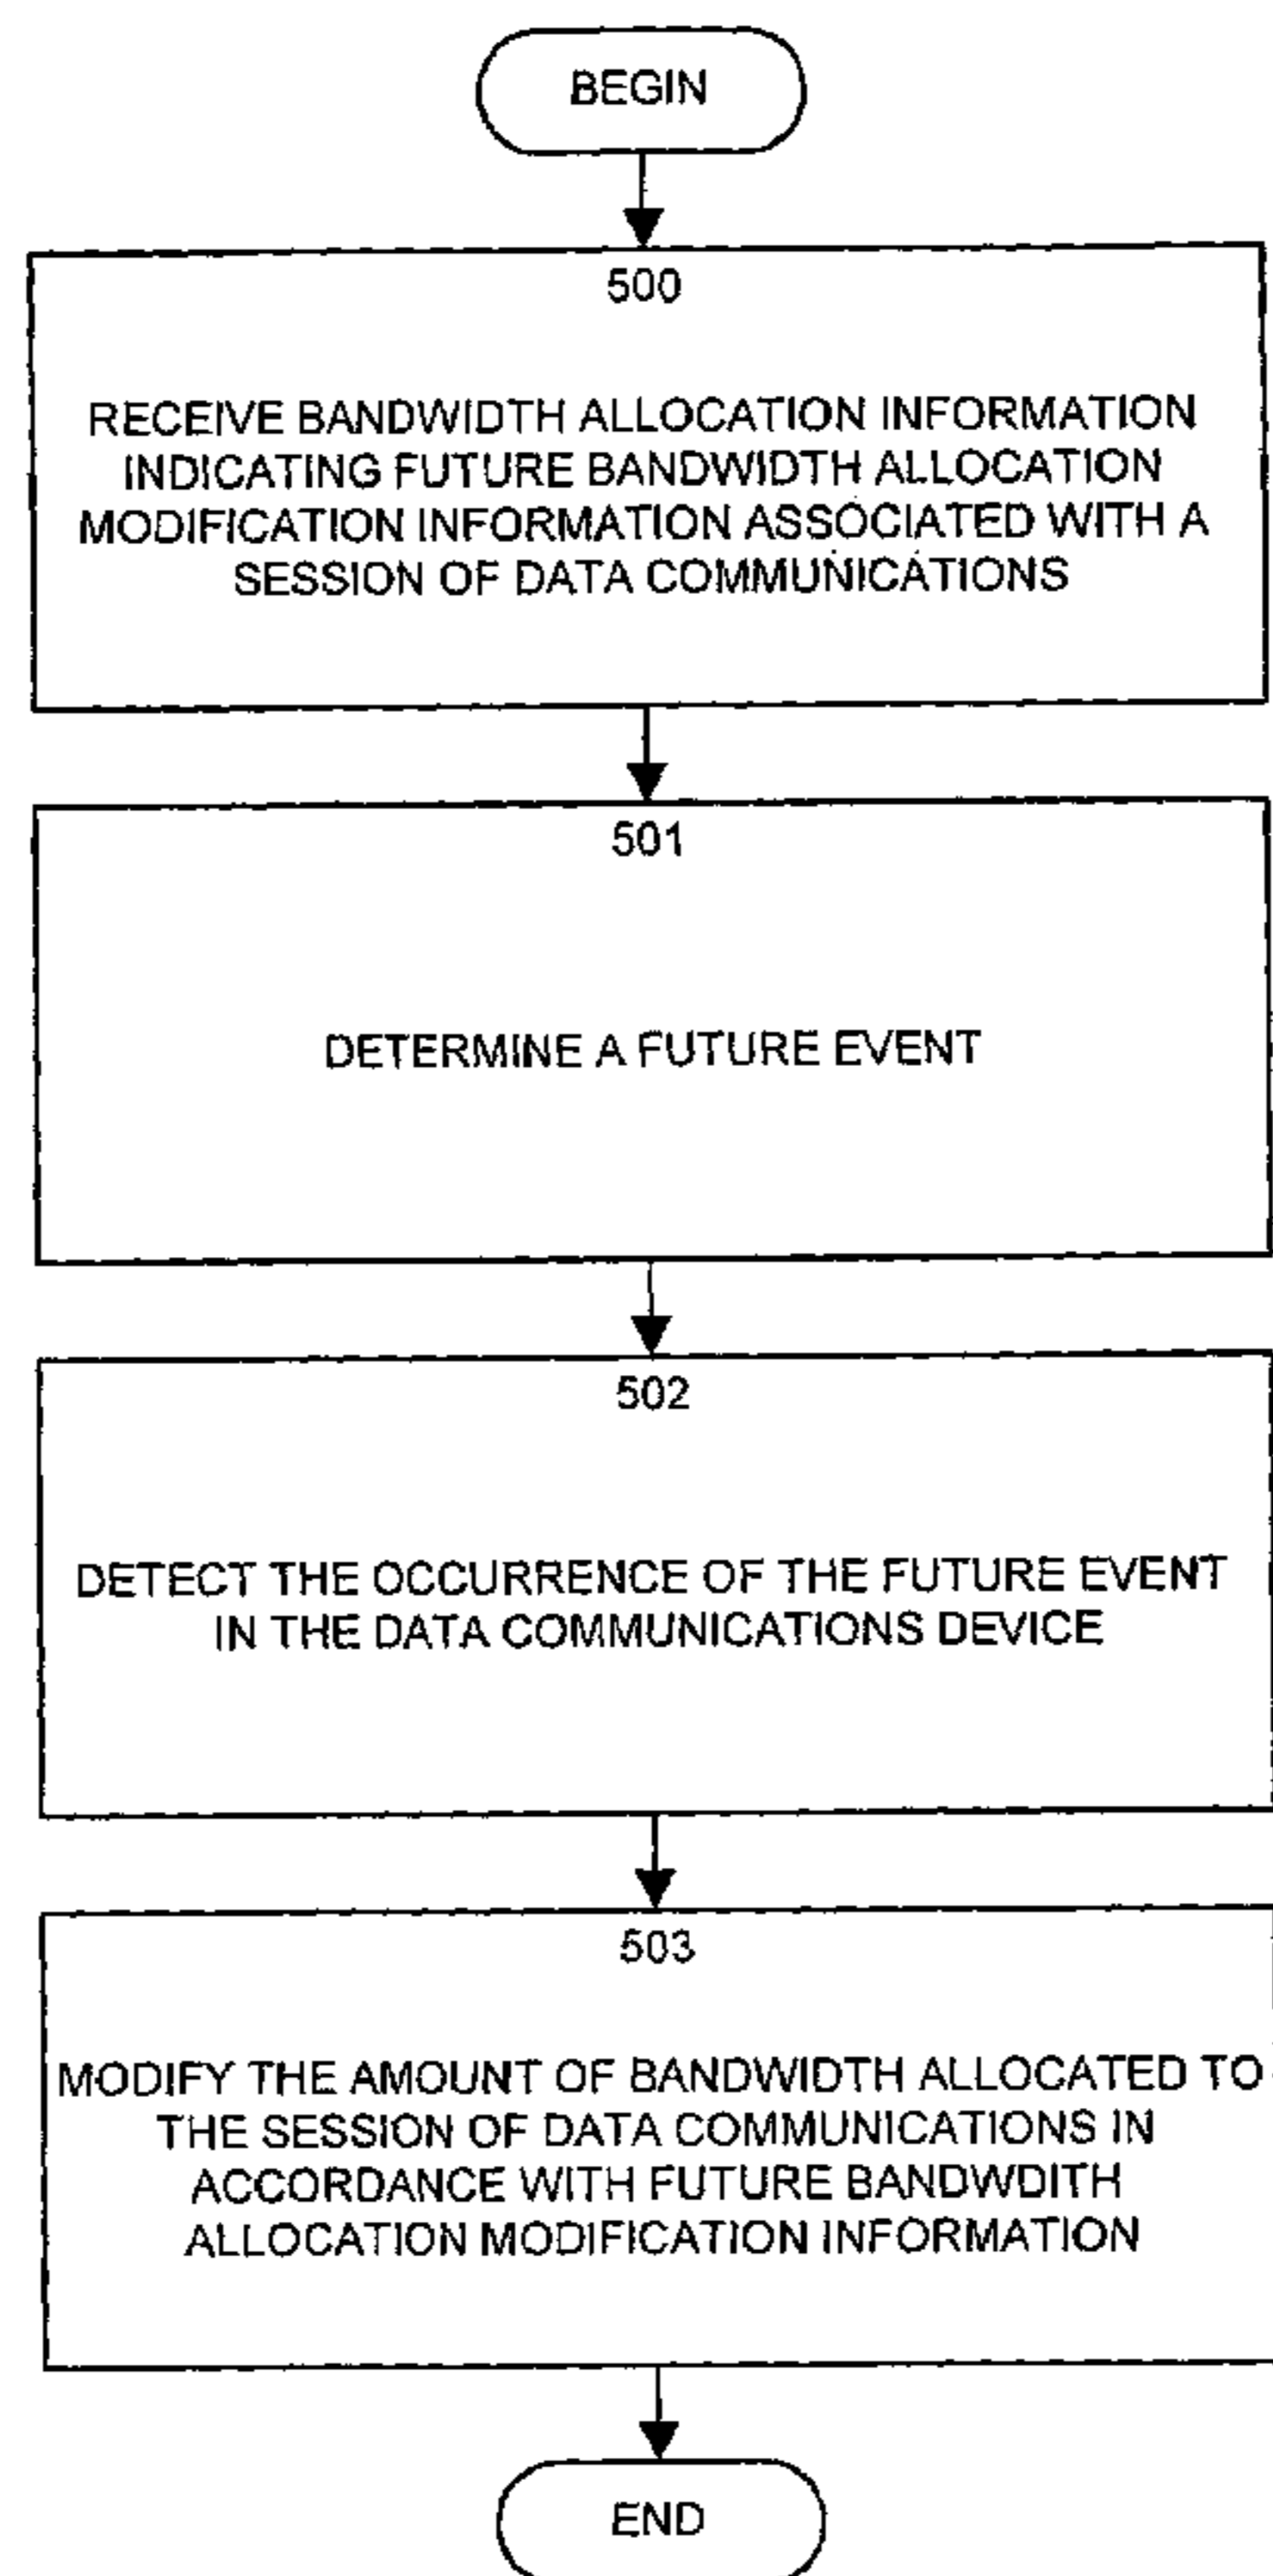 BEGIN
500
RECEIVE BANDWIDTH ALLOCATION INFORMATION
INDICATING FUTURE BANDWIDTH ALLOCATION
MODIFICATION INFORMATION ASSOCIATED WITH A
SESSION OF DATA COMMUNICATIONS
501
DETERMINE A FUTURE EVENT
502
DETECT THE OCCURRENCE OF THE FUTURE EVENT
IN THE DATA COMMUNICATIONS DEVICE
503
MODIFY THE AMOUNT OF BANDWIDTH ALLOCATED TO
THE SESSION OF DATA COMMUNICATIONS IN
ACCORDANCE WITH FUTURE BANDWDITH
ALLOCATION MODIFICATION INFORMATION
END